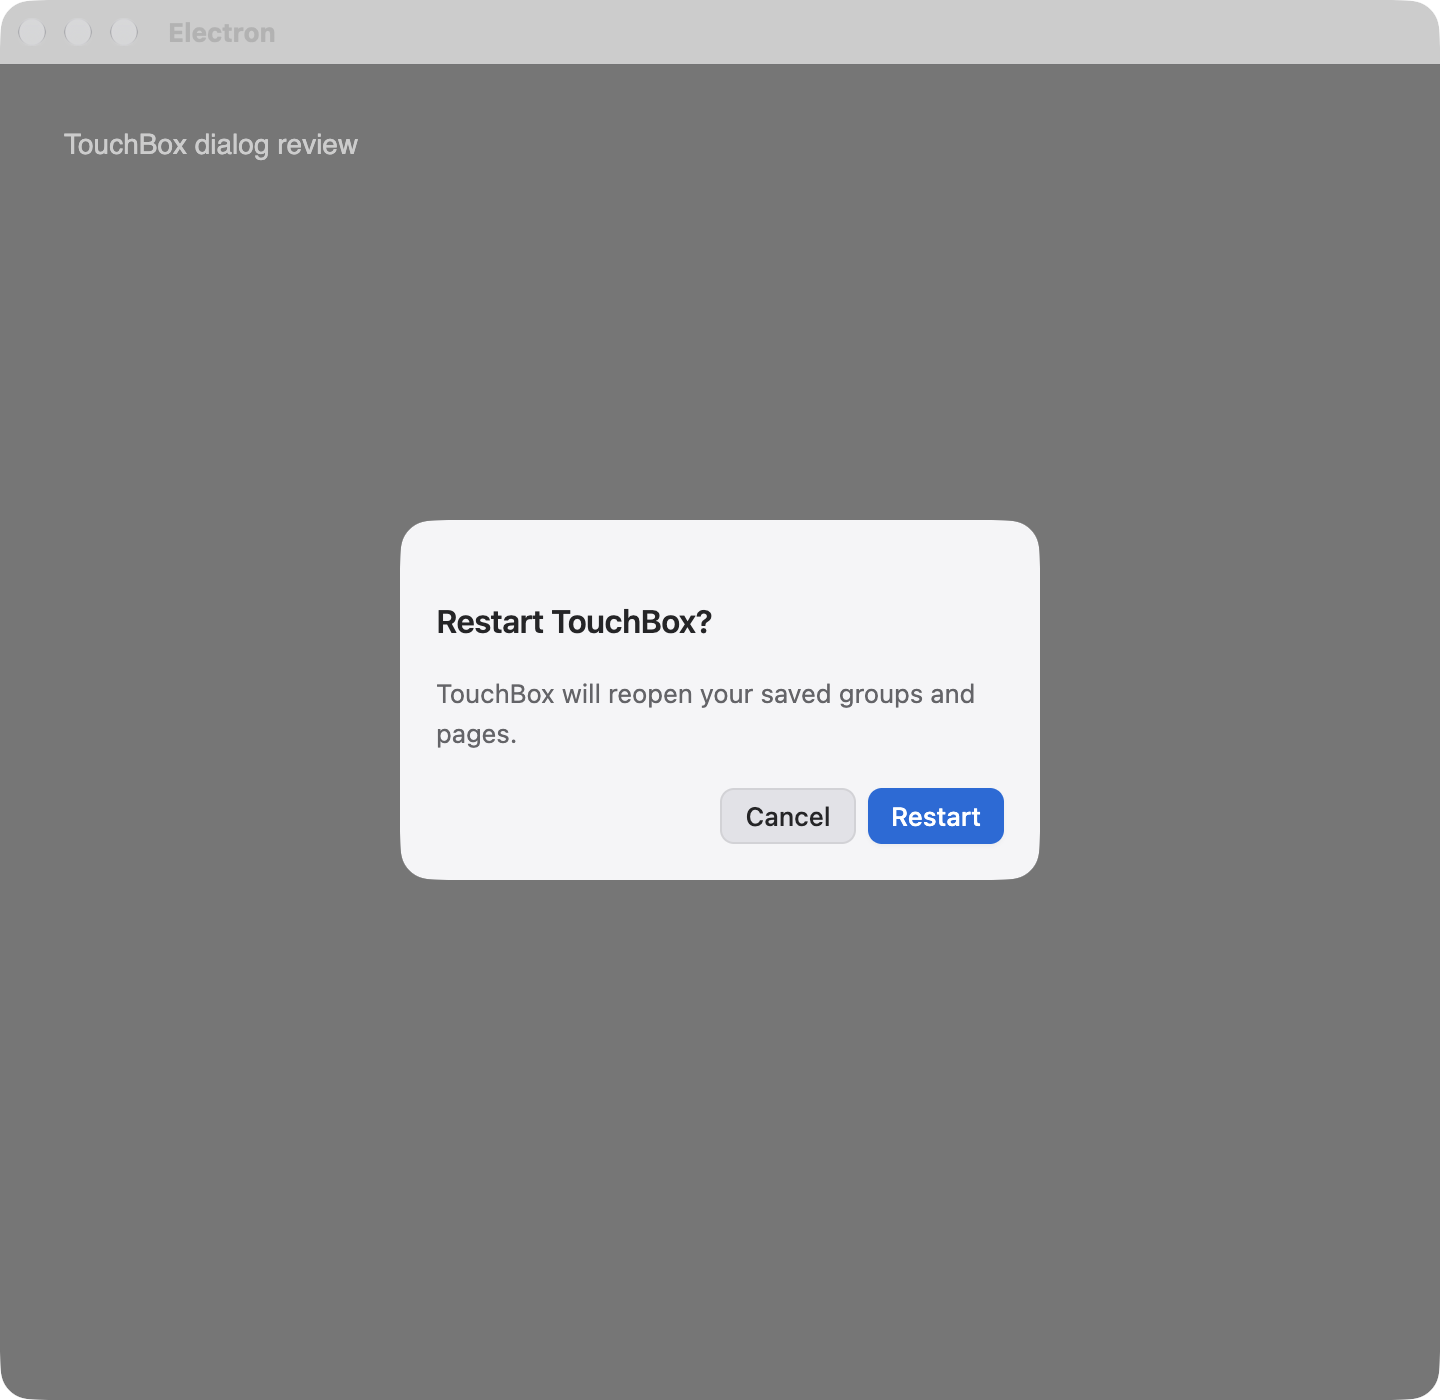 Electron
TouchBox dialog review
Restart TouchBox?
TouchBox will reopen your saved groups and
pages.
Cancel
Restart